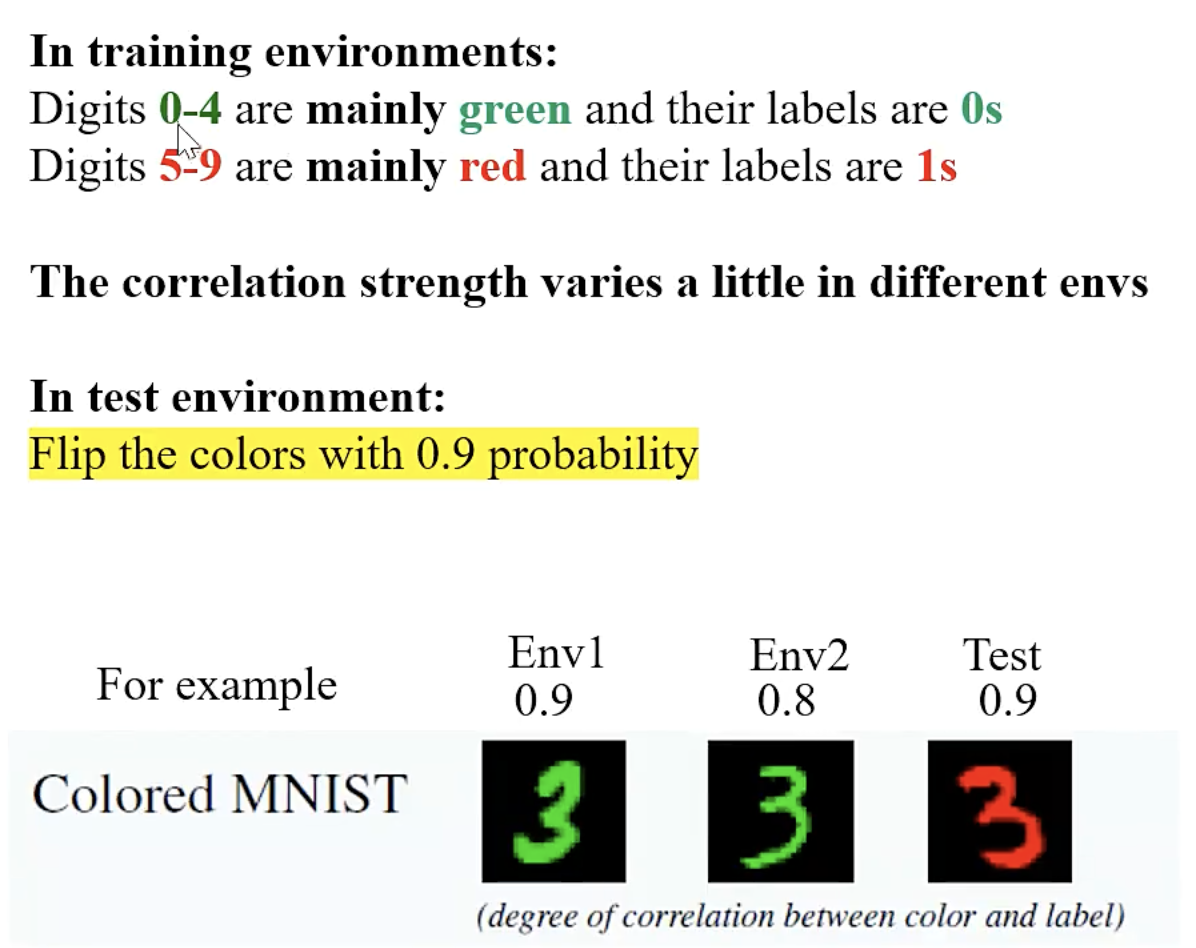 In training environments:
Digits 0-4 are mainly green and their labels are 0s
Digits 5-9 are mainly red and their labels are 1s
The correlation strength varies a little in different envs
In test environment:
Flip the colors with 0.9 probability
For example
Env1 Env2 Test
0.9 0.8 0.9
Colored MNIST
3 3 3
(degree of correlation between color and label)